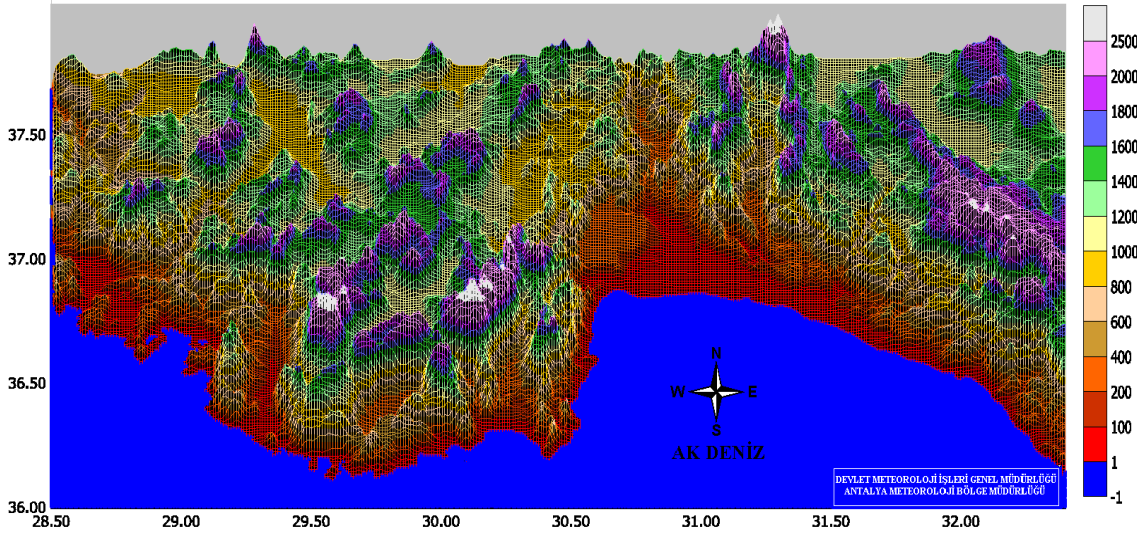 2500
2000
1800
1600
1400
1200
1000
800
600
400
200
100
1
-1
37.50
37.00
36.50
36.00
N
W E
S
AK DENİZ
DEVLET METEOROLOJİ İŞLERİ GENEL MÜDÜRLÜĞÜ
ANTALYA METEOROLOJİ BÖLGE MÜDÜRLÜĞÜ
28.50 29.00 29.50 30.00 30.50 31.00 31.50 32.00